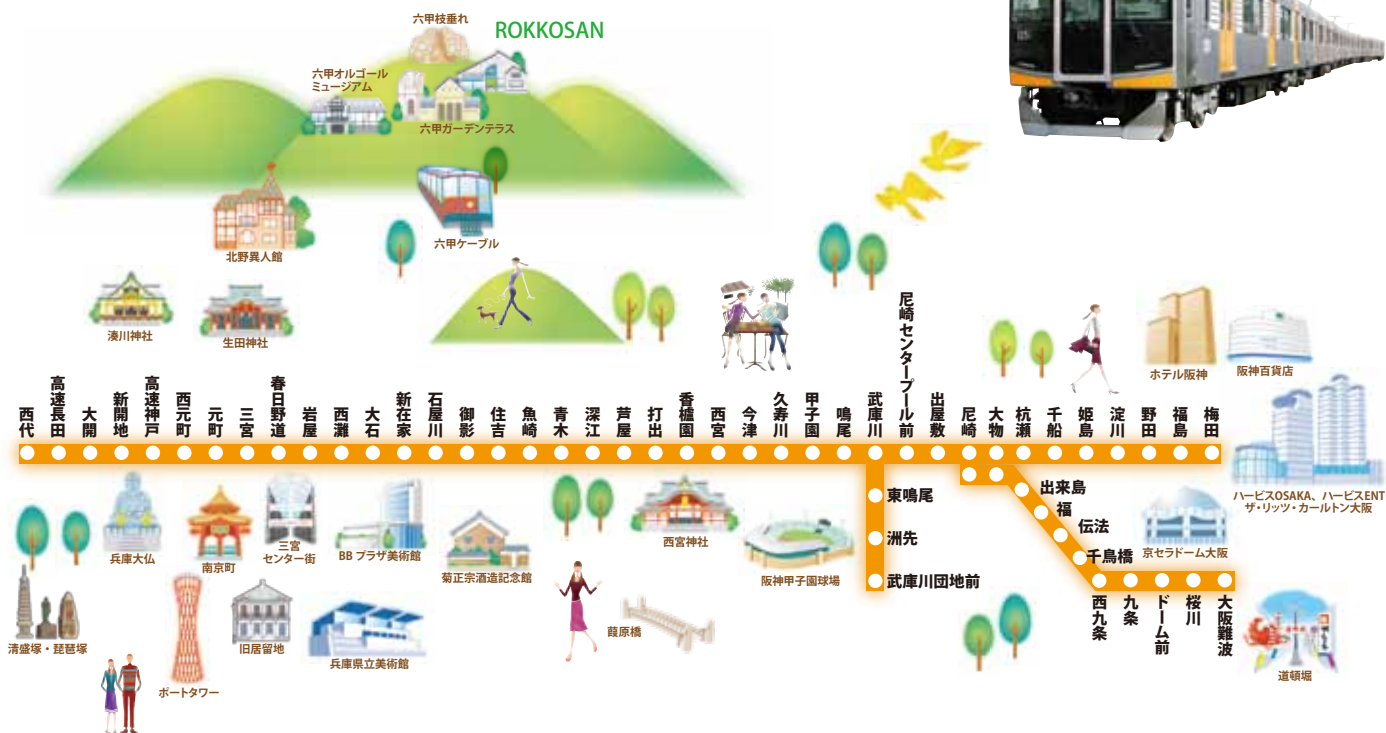 六甲枝垂れ
ROKKOSAN
六甲オルゴール
ミュージアム
六甲ガーデンテラス
六甲ケーブル
北野異人館
湊川神社
生田神社
ホテル阪神
阪神百貨店
西代
高速長田
大開
新開地
高速神戸
西元町
元町
三宮
春日野道
岩屋
西灘
大石
新在家
石屋川
御影
住吉
魚崎
青木
深江
芦屋
打出
香櫨園
西宮
今津
久寿川
甲子園
鳴尾
武庫川
尼崎センタープール前
出屋敷
尼崎
大物
杭瀬
千船
姫島
淀川
野田
福島
梅田
東鳴尾
洲先
武庫川団地前
出来島
福
伝法
千鳥橋
西九条
九条
ドーム前
桜川
大阪難波
ハービスOSAKA、ハービスENT
ザ・リッツ・カールトン大阪
京セラドーム大阪
道頓堀
兵庫大仏
南京町
三宮
センター街
BB プラザ美術館
菊正宗酒造記念館
西宮神社
阪神甲子園球場
清盛塚・琵琶塚
ポートタワー
旧居留地
兵庫県立美術館
葭原橋